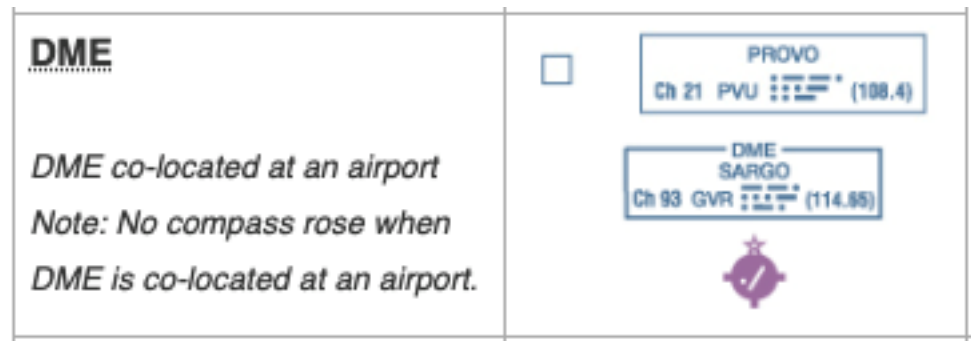 DME
DME co-located at an airport
Note: No compass rose when
DME is co-located at an airport.
PROVO
Ch 21 PVU (108.4)
DME
SARGO
Ch 93 GVR (114.65)